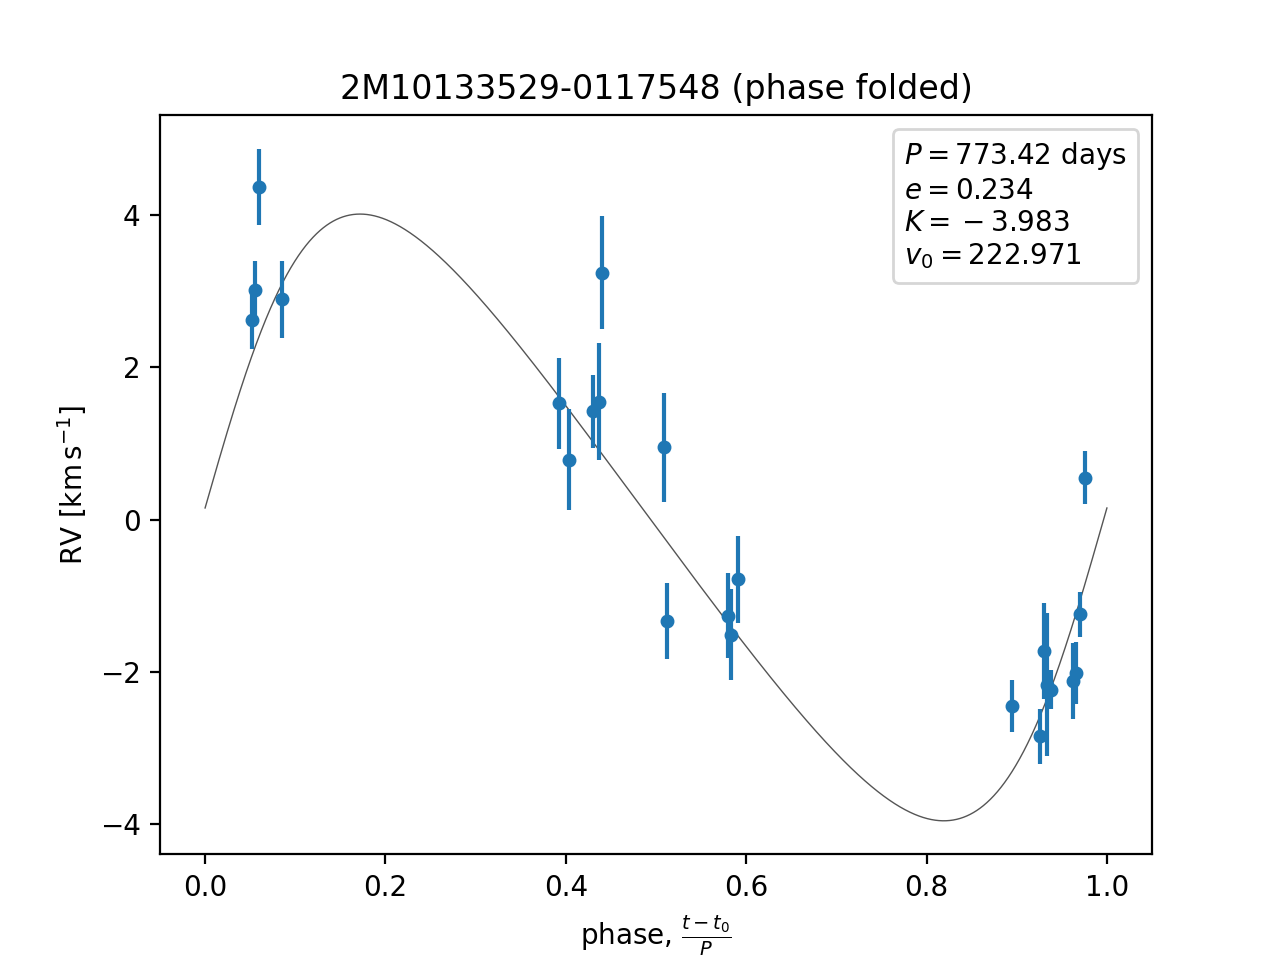 2M10133529-0117548 (phase folded)
P = 773.42 days
e = 0.234
K = − 3.983
v₀ = 222.971
4
2
0
−2
−4
RV [km s⁻¹]
0.0 0.2 0.4 0.6 0.8 1.0
phase, (t − t₀)/P